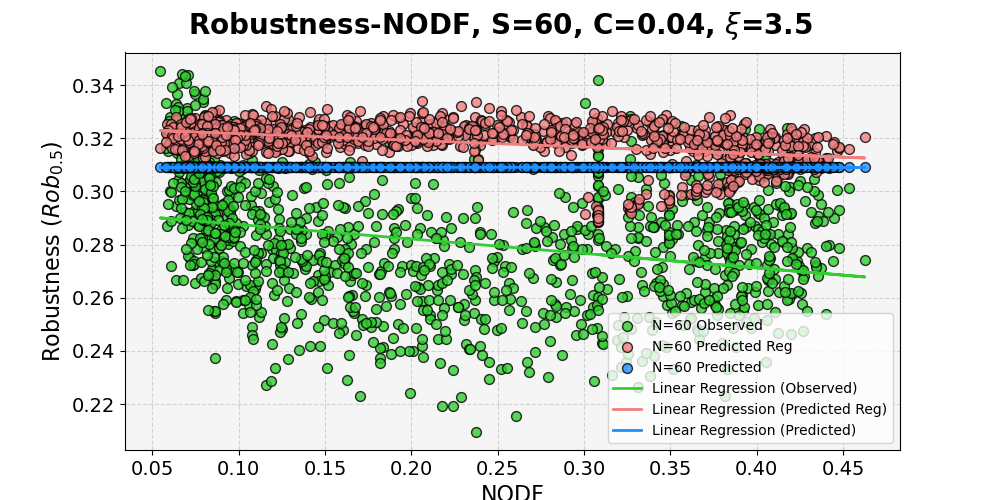 Robustness-NODF, S=60, C=0.04, ξ=3.5
Robustness (Rob0.5)
0.34
0.32
0.30
0.28
0.26
0.24
0.22
0.05 0.10 0.15 0.20 0.25 0.30 0.35 0.40 0.45
NODF
N=60 Observed
N=60 Predicted Reg
N=60 Predicted
Linear Regression (Observed)
Linear Regression (Predicted Reg)
Linear Regression (Predicted)